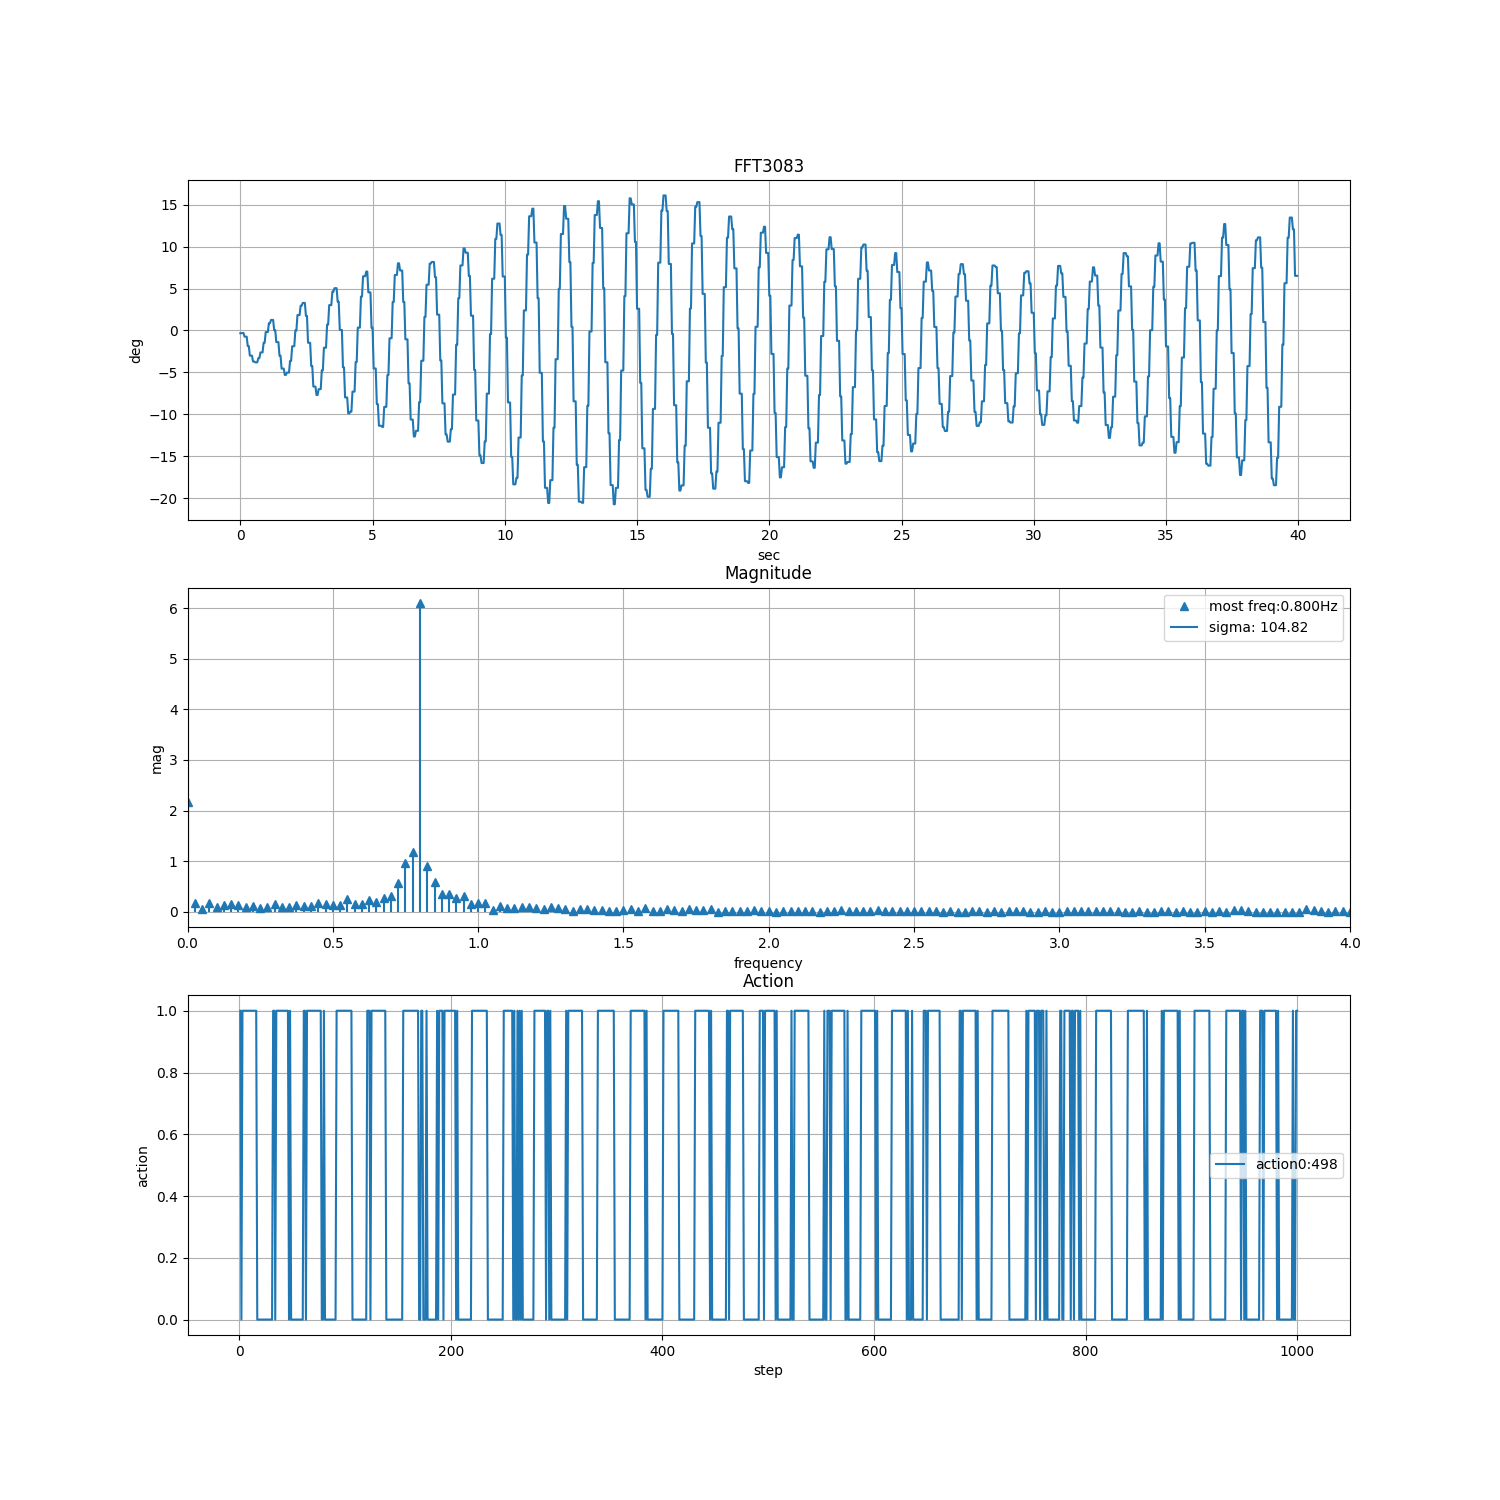 FFT3083
15
10
5
0
−5
−10
−15
−20
deg
0 5 10 15 20 25 30 35 40
sec
Magnitude
6
5
4
3
2
1
0
mag
most freq:0.800Hz
sigma: 104.82
0.0 0.5 1.0 1.5 2.0 2.5 3.0 3.5 4.0
frequency
Action
1.0
0.8
0.6
0.4
0.2
0.0
action
action0:498
0 200 400 600 800 1000
step